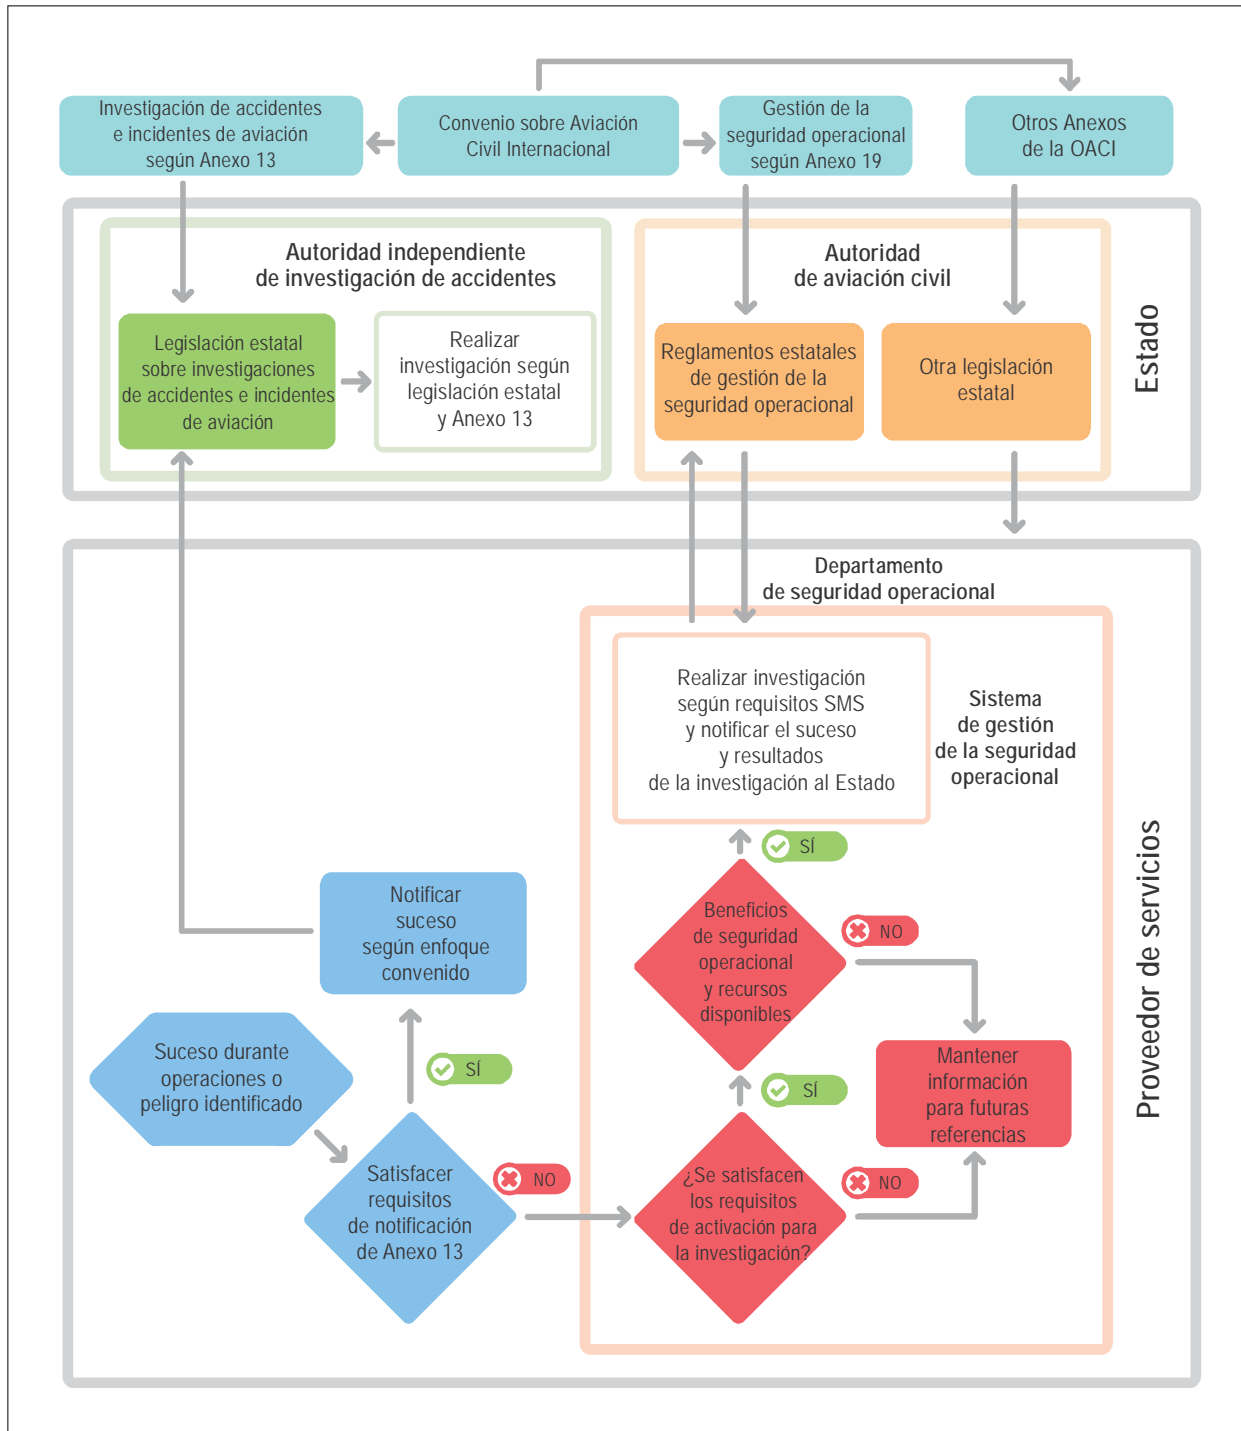 Investigación de accidentes
e incidentes de aviación
según Anexo 13
Convenio sobre Aviación
Civil Internacional
Gestión de la
seguridad operacional
según Anexo 19
Otros Anexos
de la OACI
Autoridad independiente
de investigación de accidentes
Autoridad
de aviación civil
Estado
Legislación estatal
sobre investigaciones
de accidentes e incidentes
de aviación
Realizar
investigación según
legislación estatal
y Anexo 13
Reglamentos estatales
de gestión de la
seguridad operacional
Otra legislación
estatal
Departamento
de seguridad operacional
Realizar investigación
según requisitos SMS
y notificar el suceso
y resultados
de la investigación al Estado
Sistema
de gestión
de la seguridad
operacional
Proveedor de servicios
SÍ
Notificar
suceso
según enfoque
convenido
Beneficios
de seguridad
operacional
y recursos
disponibles
NO
Suceso durante
operaciones o
peligro identificado
SÍ
SÍ
Mantener
información
para futuras
referencias
Satisfacer
requisitos
de notificación
de Anexo 13
NO
¿Se satisfacen
los requisitos
de activación para
la investigación?
NO